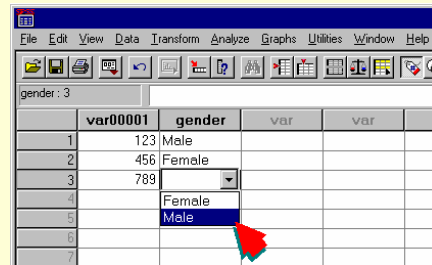 File Edit View Data Transform Analyze Graphs Utilities Window Help
gender : 3
var00001 gender var var
1 123 Male
2 456 Female
3 789
4 Female
5 Male
6
7